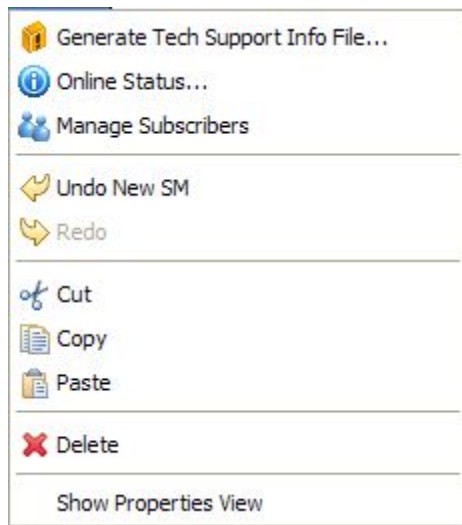 Generate Tech Support Info File...
Online Status...
Manage Subscribers
Undo New SM
Redo
Cut
Copy
Paste
Delete
Show Properties View